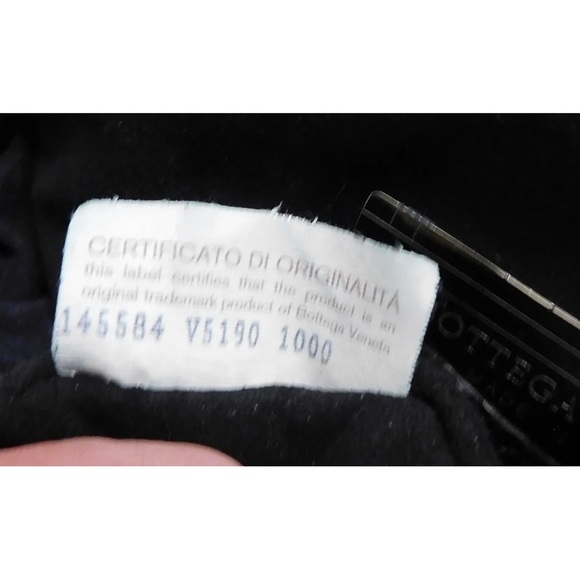 CERTIFICATO DI ORIGINALITÀ
this label certifies that the product is an
original trademark product of Bottega Veneta
145584 V5190 1000
OTTEGA